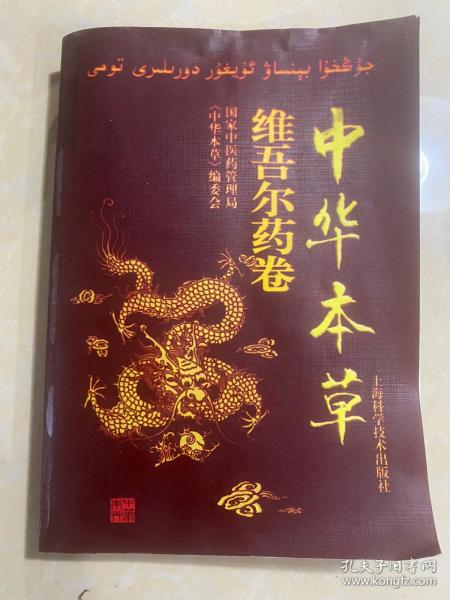 جۇڭخۇا بېنساۋ ئۇيغۇر دورىلىرى تومى
中华本草
维吾尔药卷
国家中医药管理局
《中华本草》编委会
上海科学技术出版社
孔夫子旧书网
www.kongfz.com